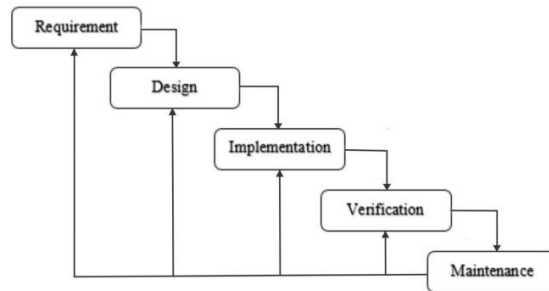 Requirement
Design
Implementation
Verification
Maintenance